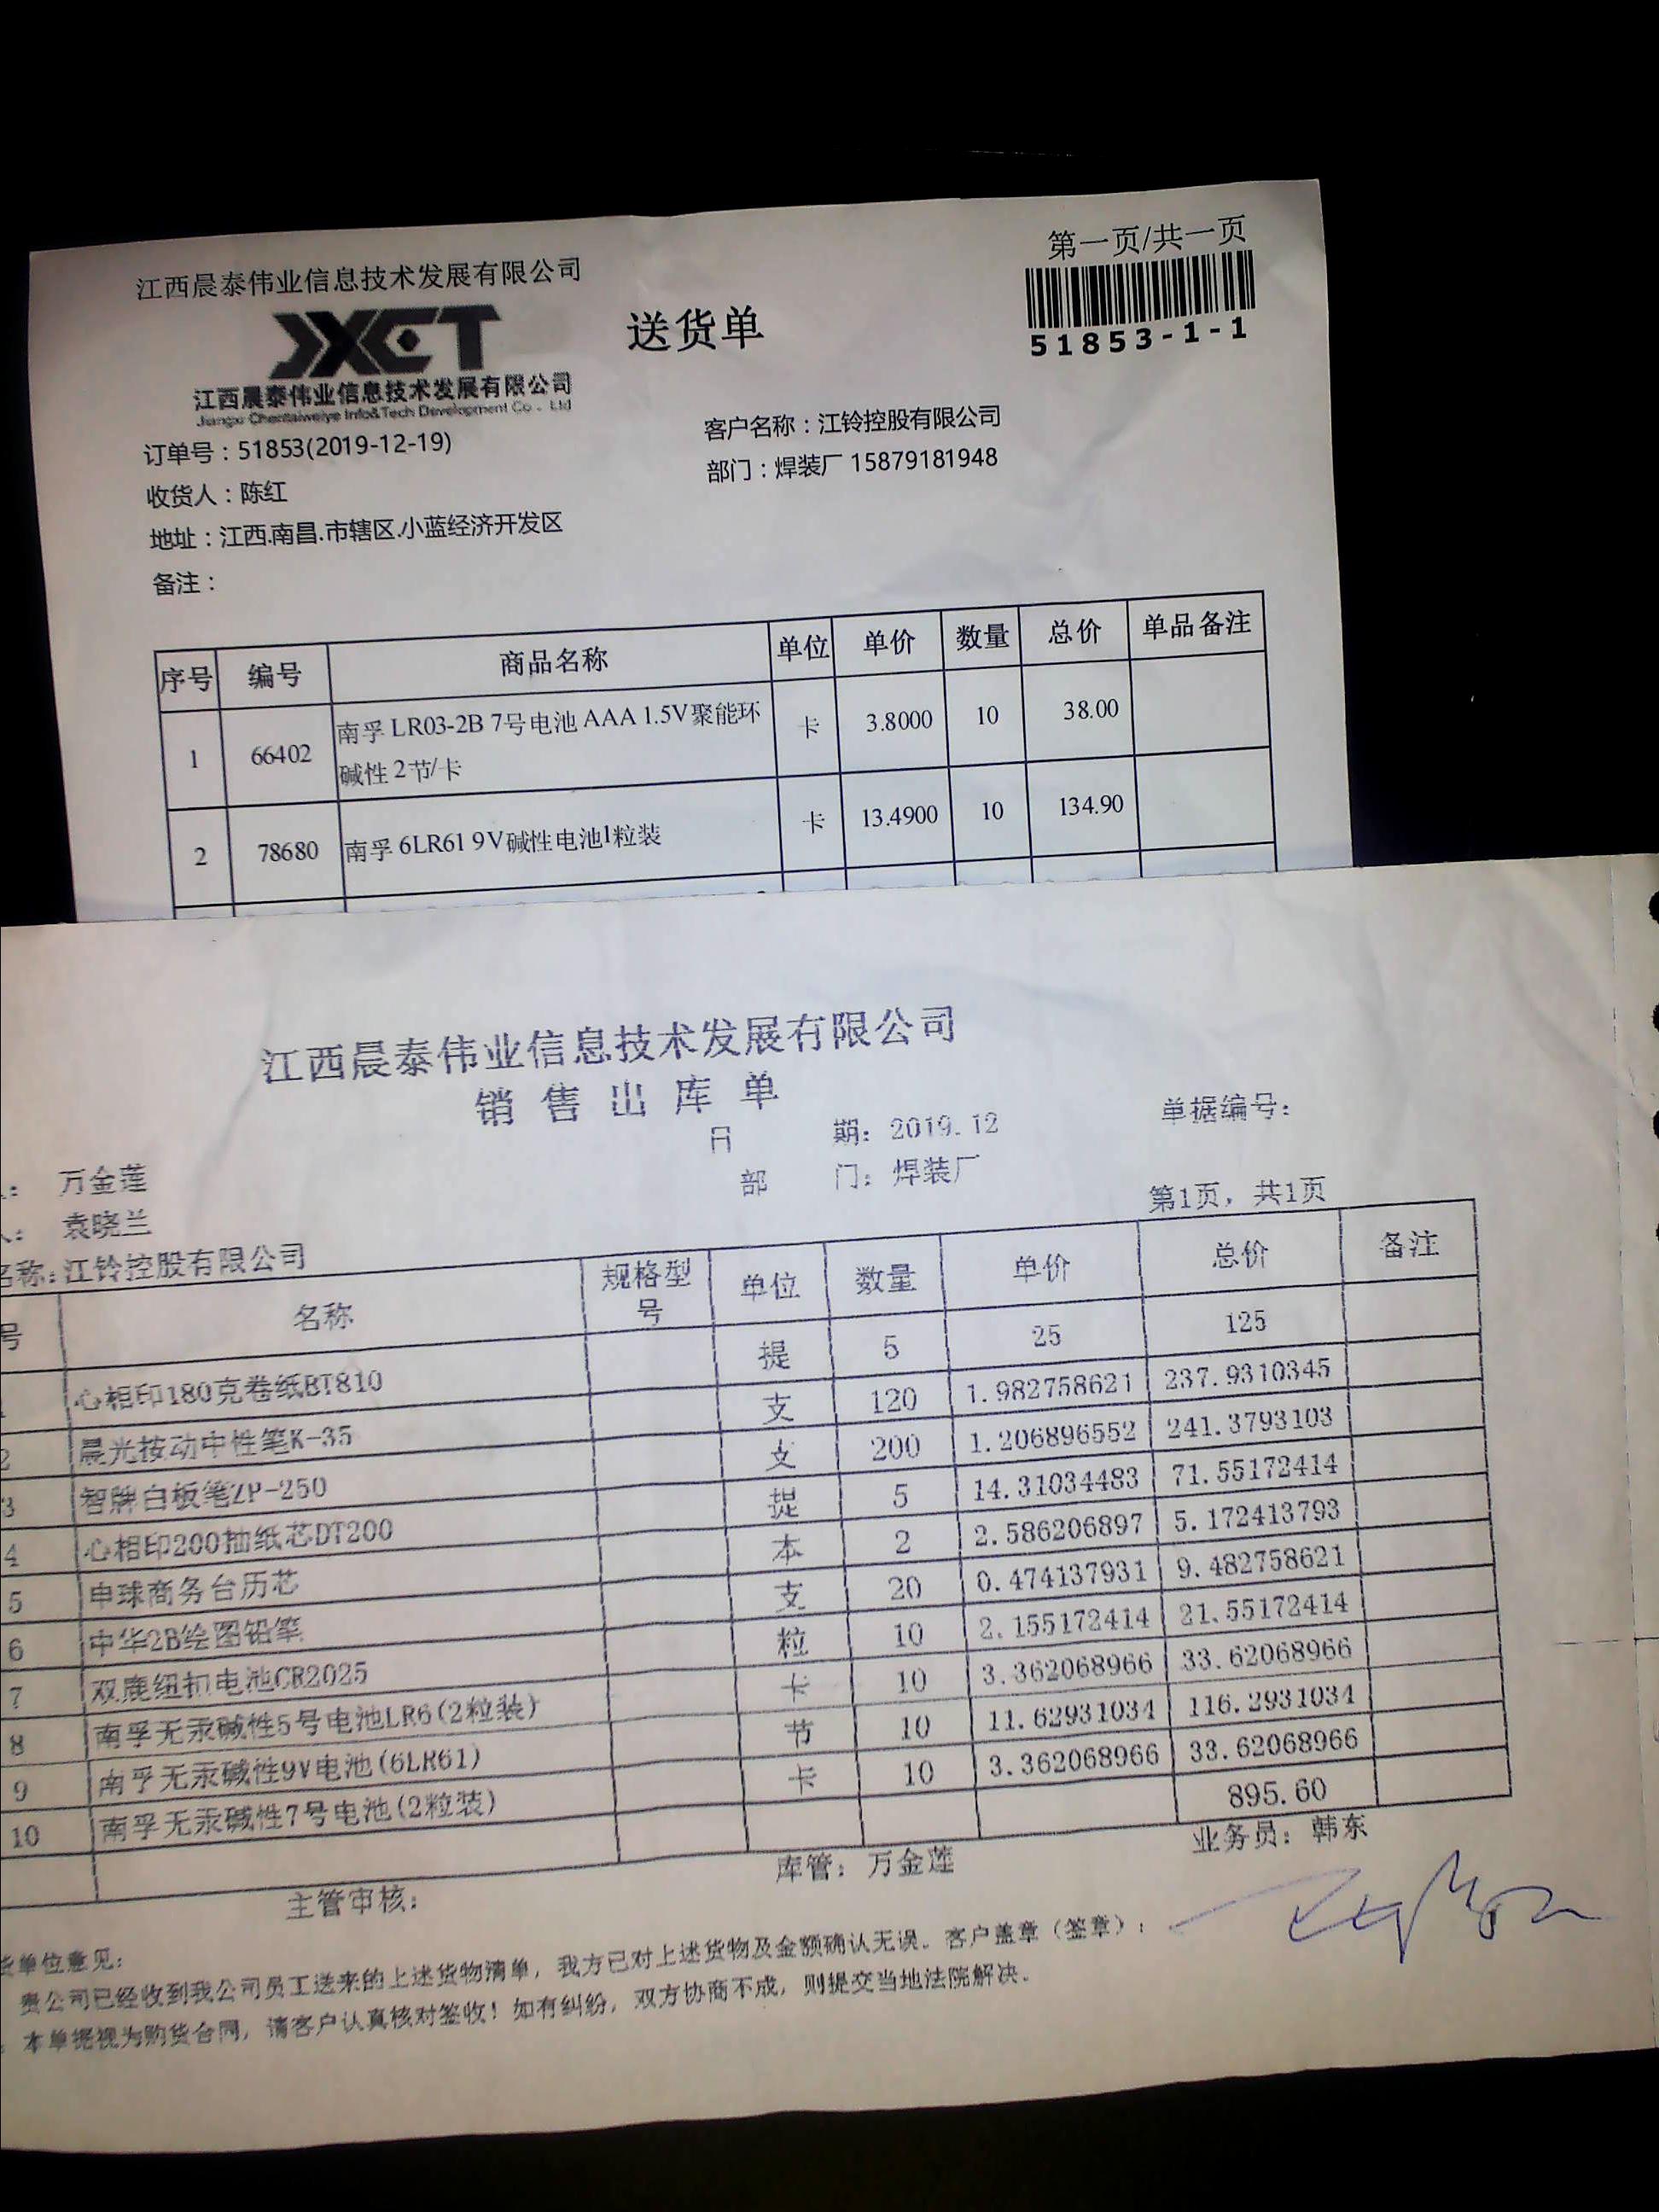 第一页/共一页
江西晨泰伟业信息技术发展有限公司
JXCT
送货单
51853-1-1
江西晨泰伟业信息技术发展有限公司
Jiangxi Chentaiweiye Info&Tech Development Co., Ltd
订单号：51853(2019-12-19)
客户名称：江铃控股有限公司
收货人：陈红
部门：焊装厂 15879181948
地址：江西.南昌.市辖区.小蓝经济开发区
备注：
序号 编号 商品名称 单位 单价 数量 总价 单品备注
1 66402 南孚 LR03-2B 7号电池 AAA 1.5V聚能环 卡 3.8000 10 38.00
碱性 2节/卡
2 78680 南孚 6LR61 9V碱性电池1粒装 卡 13.4900 10 134.90
江西晨泰伟业信息技术发展有限公司
销售出库单
日 期: 2019.12 单据编号:
: 万金莲 部 门: 焊装厂
: 袁晓兰 第1页, 共1页
名称:江铃控股有限公司
号 名称 规格型号 单位 数量 单价 总价 备注
1 心相印180克卷纸BT810 提 5 25 125
2 晨光按动中性笔K-35 支 120 1.982758621 237.9310345
3 智牌白板笔ZP-250 支 200 1.206896552 241.3793103
4 心相印200抽纸芯DT200 提 5 14.31034483 71.55172414
5 申球商务台历芯 本 2 2.586206897 5.172413793
6 中华2B绘图铅笔 支 20 0.474137931 9.482758621
7 双鹿纽扣电池CR2025 粒 10 2.155172414 21.55172414
8 南孚无汞碱性5号电池LR6(2粒装) 卡 10 3.362068966 33.62068966
9 南孚无汞碱性9V电池(6LR61) 节 10 11.62931034 116.2931034
10 南孚无汞碱性7号电池(2粒装) 卡 10 3.362068966 33.62068966
895.60
主管审核: 库管: 万金莲 业务员: 韩东
货单位意见:
贵公司已经收到我公司员工送来的上述货物清单, 我方已对上述货物及金额确认无误。客户盖章（签章）:
本单据视为购货合同, 请客户认真核对签收！如有纠纷, 双方协商不成, 则提交当地法院解决。